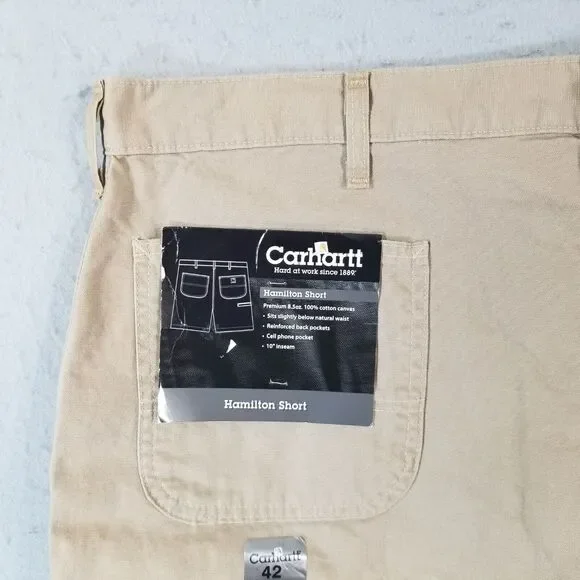 Carhartt
Hard at work since 1889.
Hamilton Short
Premium 8.5oz. 100% cotton canvas
• Sits slightly below natural waist
• Reinforced back pockets
• Cell phone pocket
• 10" Inseam
Hamilton Short
Carhartt
42